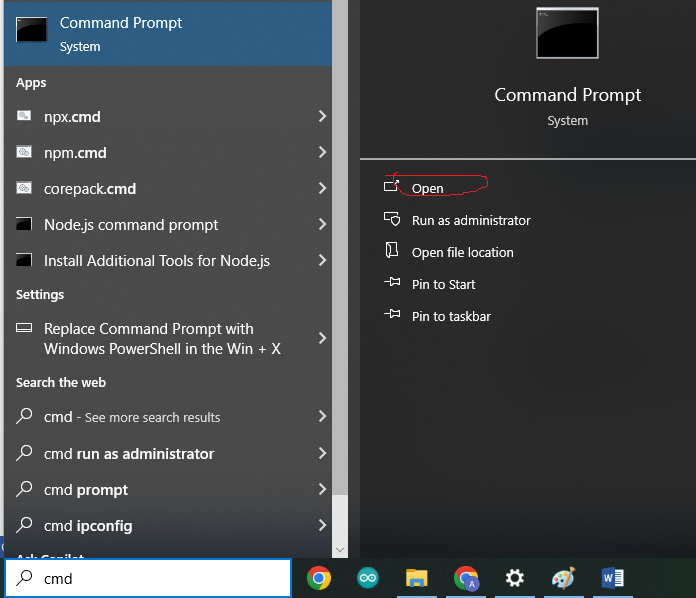 Command Prompt
System
Apps
npx.cmd
npm.cmd
corepack.cmd
Node.js command prompt
Install Additional Tools for Node.js
Settings
Replace Command Prompt with
Windows PowerShell in the Win + X
Search the web
cmd - See more search results
cmd run as administrator
cmd prompt
cmd ipconfig
Ask Copilot
cmd
Command Prompt
System
Open
Run as administrator
Open file location
Pin to Start
Pin to taskbar
A
W